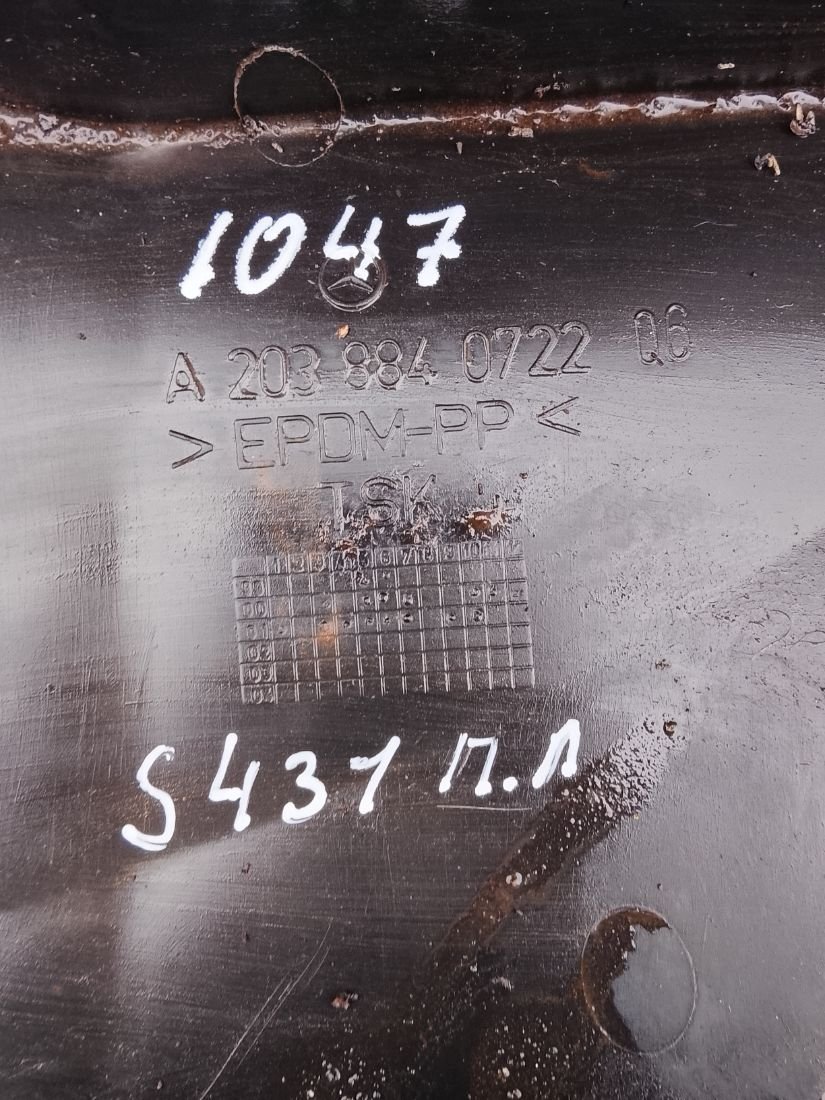 1047
A 203 884 0722 Q6
>EPDM-PP<
TSK
S431 П.Л